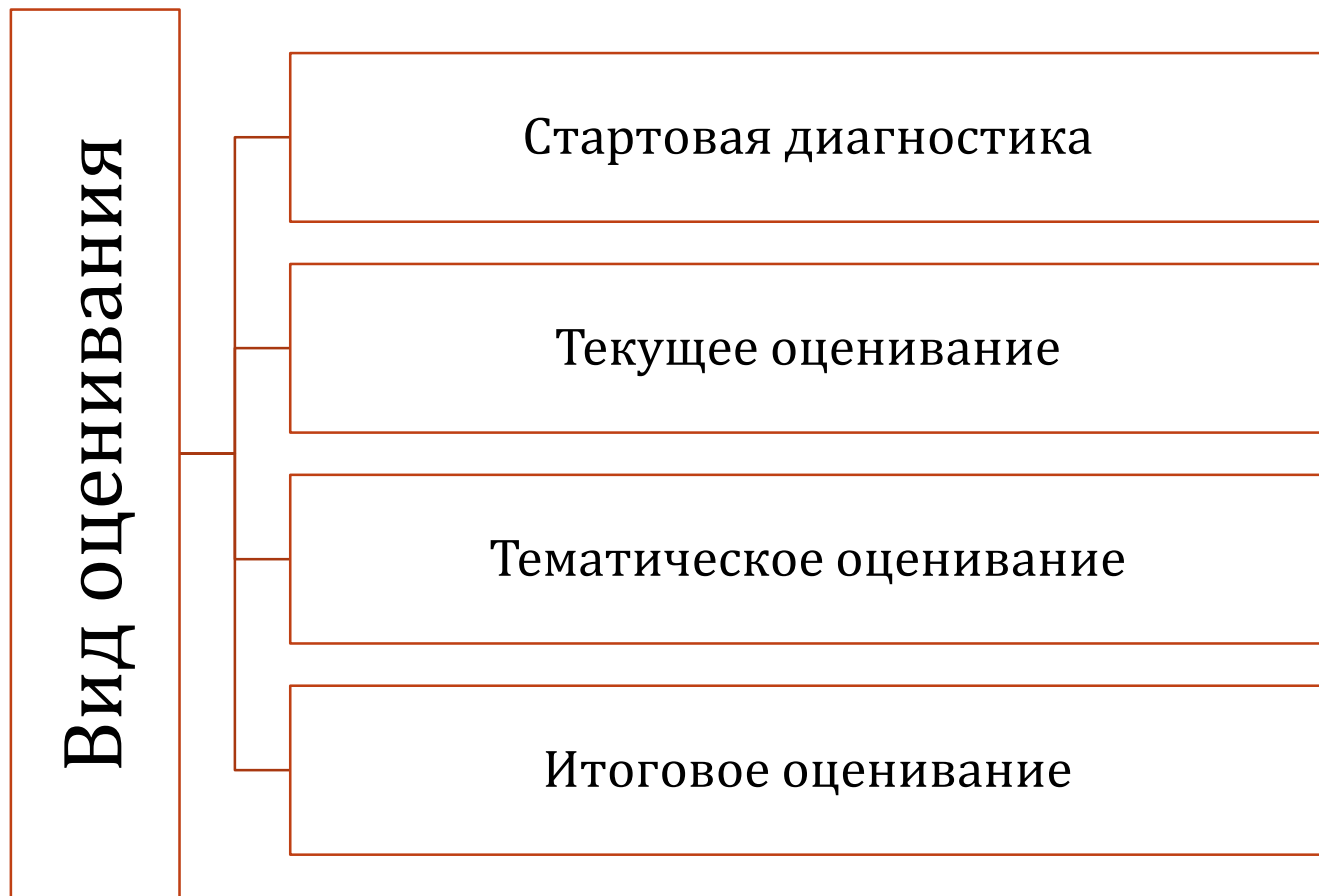 Вид оценивания
Стартовая диагностика
Текущее оценивание
Тематическое оценивание
Итоговое оценивание